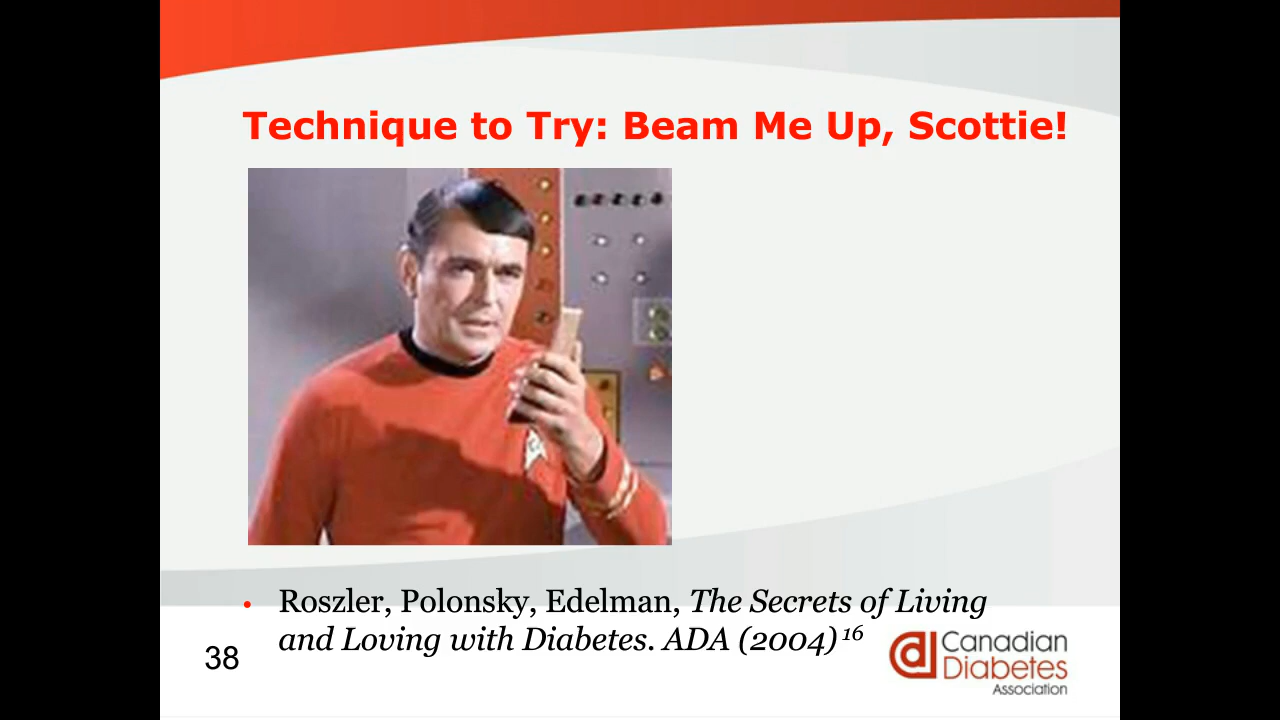 Technique to Try: Beam Me Up, Scottie!
• Roszler, Polonsky, Edelman, The Secrets of Living
and Loving with Diabetes. ADA (2004) 16
38
Canadian
Diabetes
Association